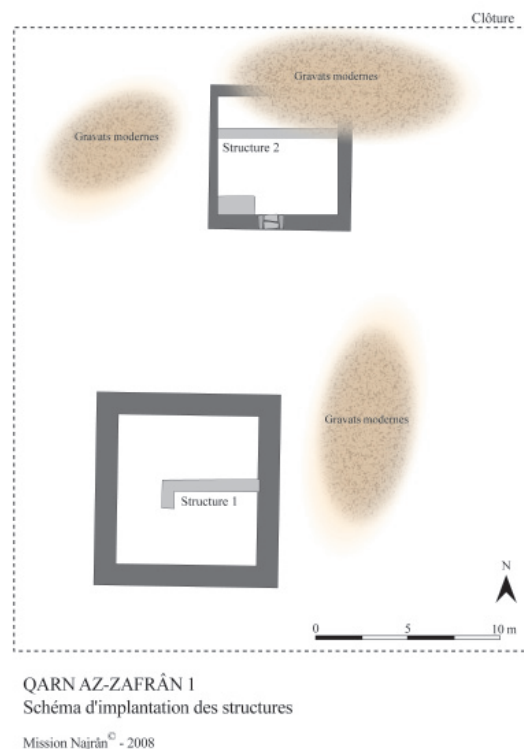 Clôture
Gravats modernes
Gravats modernes
Structure 2
Gravats modernes
Structure 1
N
0 5 10 m
QARN AZ-ZAFRÂN 1
Schéma d'implantation des structures
Mission Najrân© - 2008